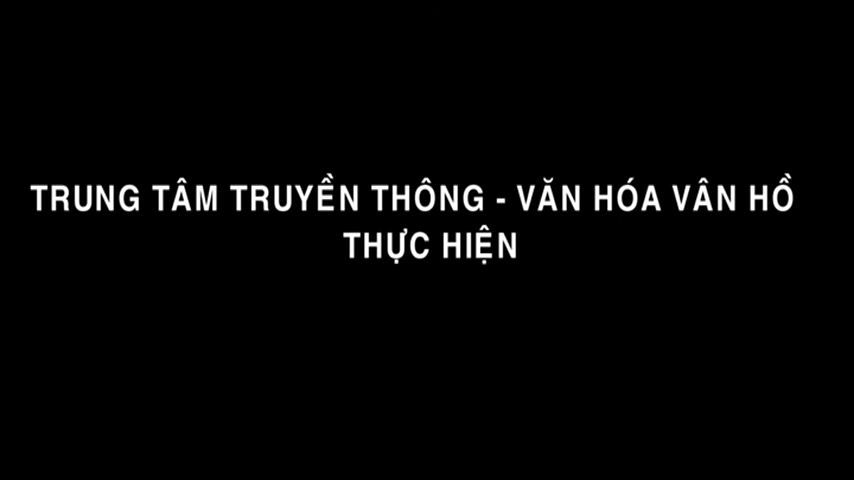 TRUNG TÂM TRUYỀN THÔNG - VĂN HÓA VÂN HỒ
THỰC HIỆN